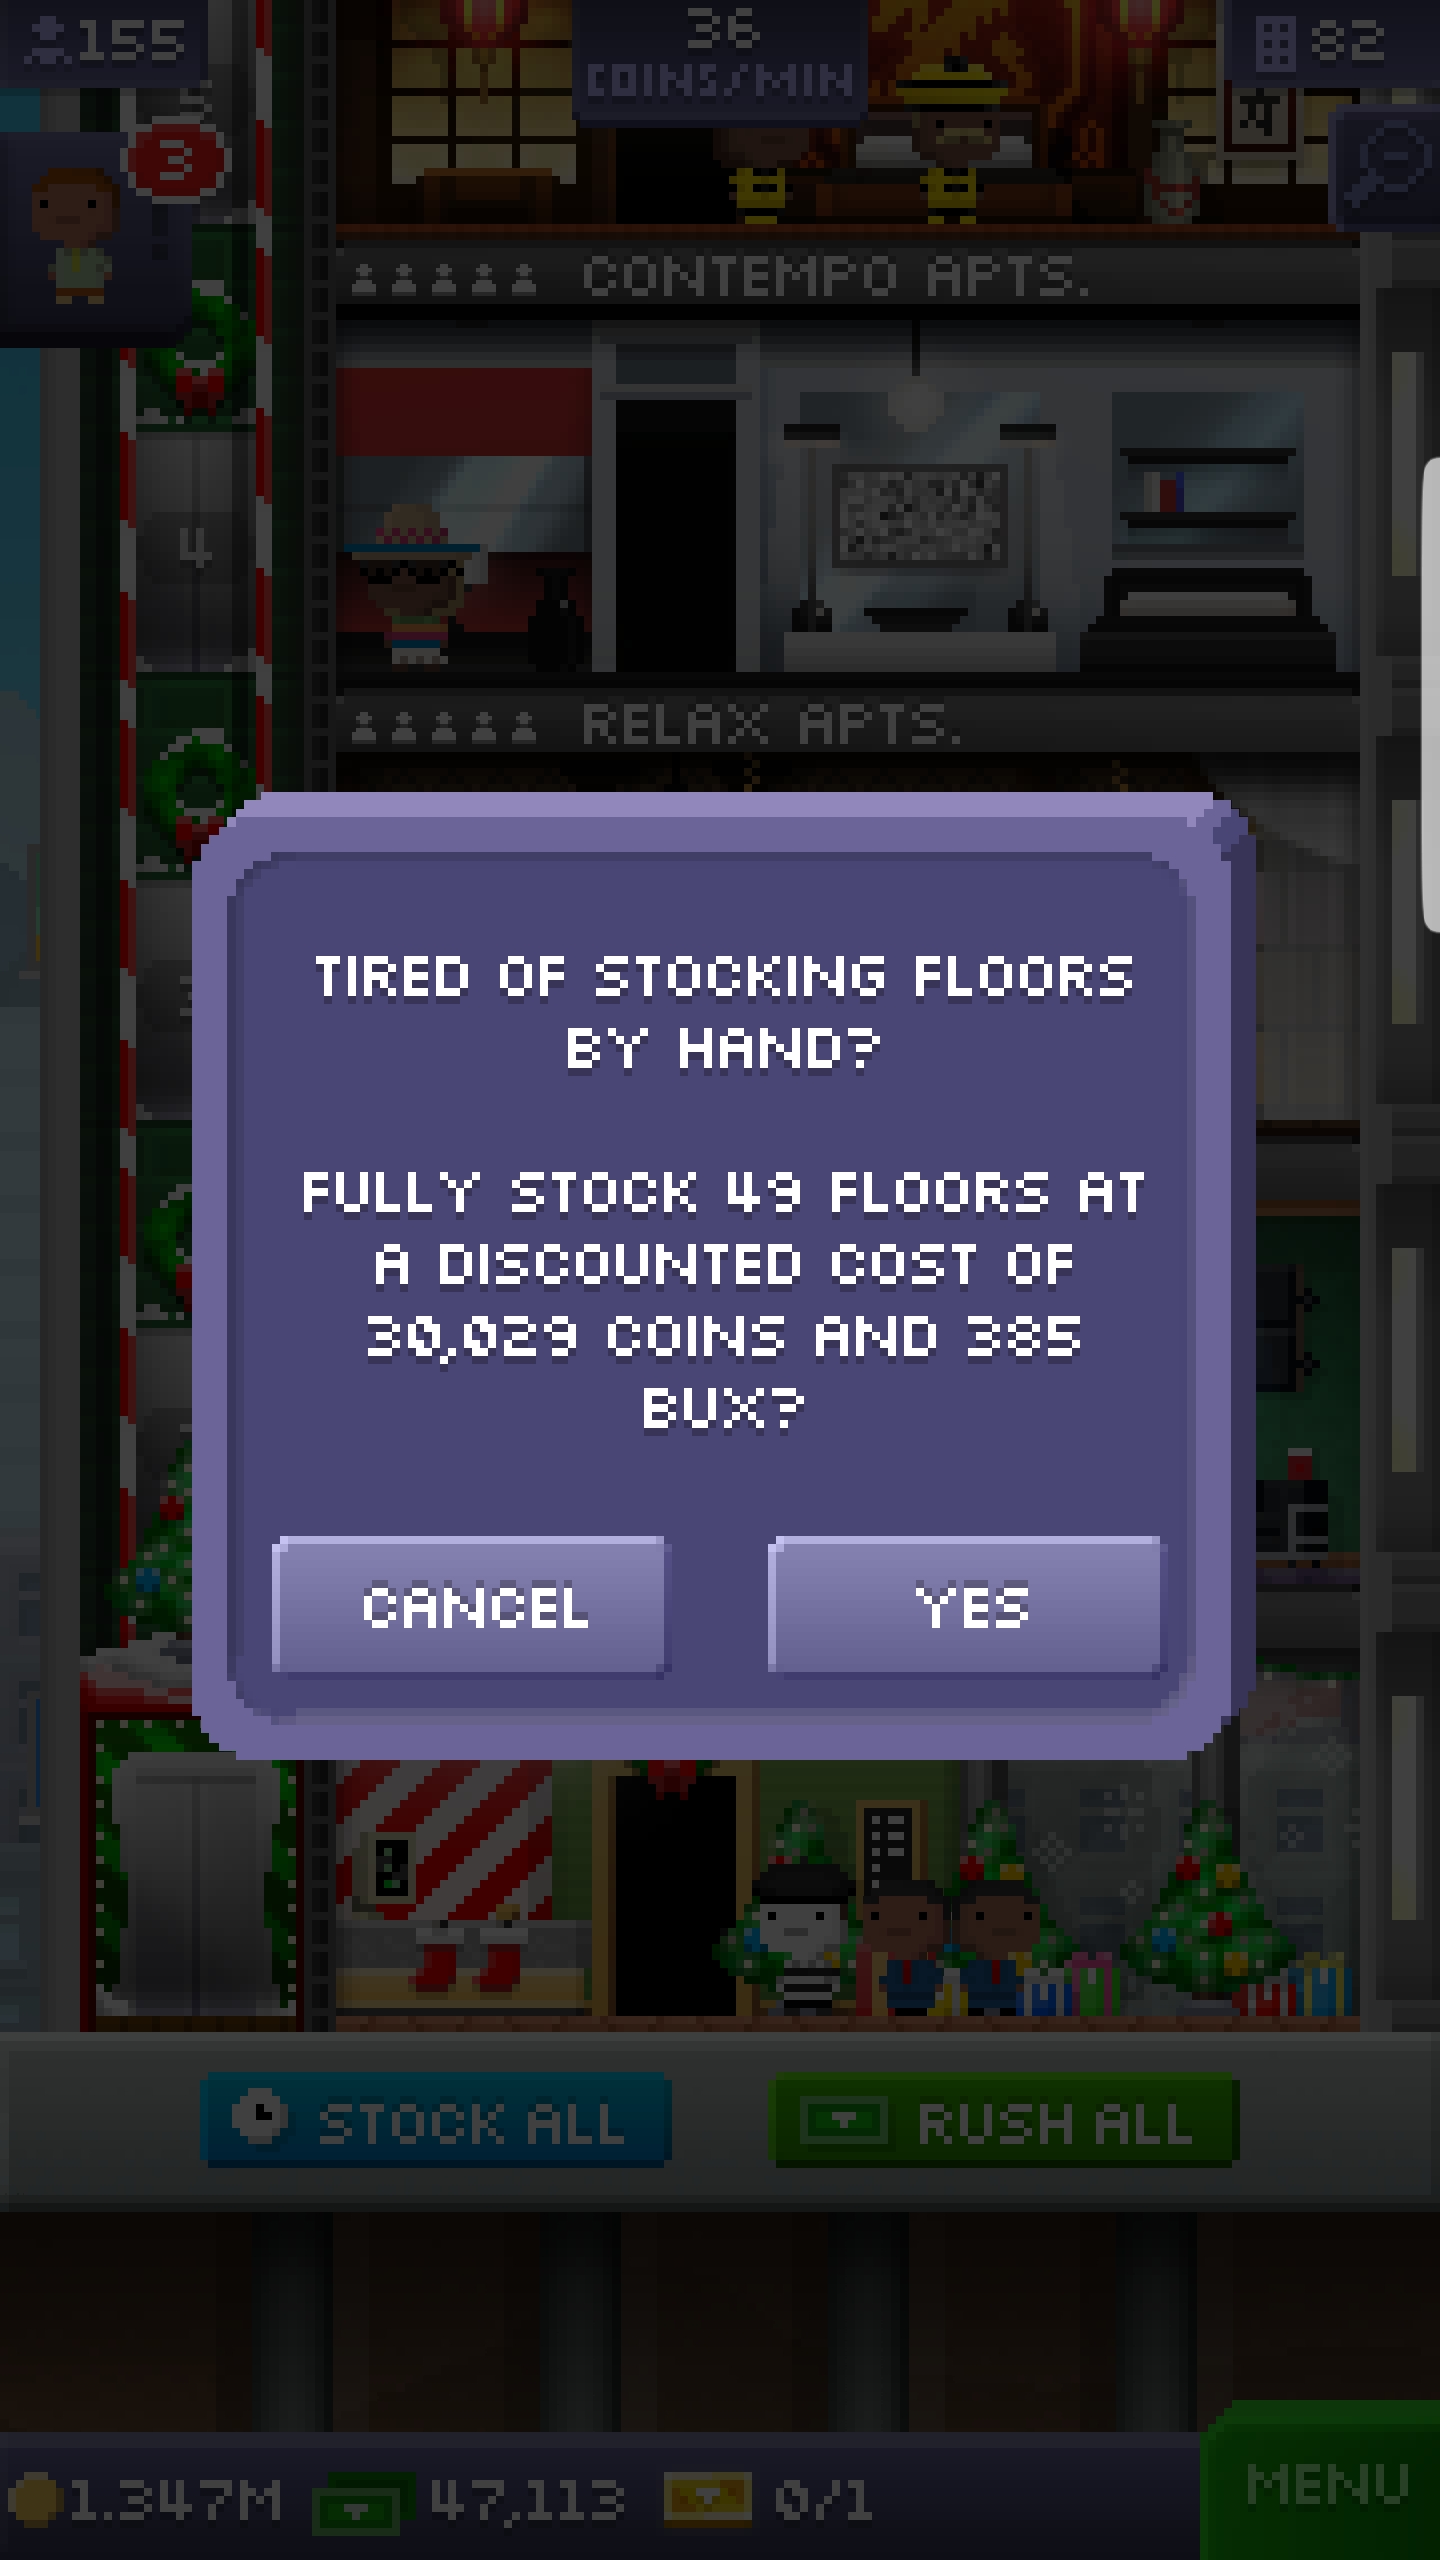 155
36
COINS/MIN
82
5
3
CONTEMPO APTS.
4
RELAX APTS.
TIRED OF STOCKING FLOORS
BY HAND?
FULLY STOCK 49 FLOORS AT
A DISCOUNTED COST OF
30,029 COINS AND 385
BUX?
CANCEL
YES
STOCK ALL
RUSH ALL
1.347M
47,113
0/1
MENU